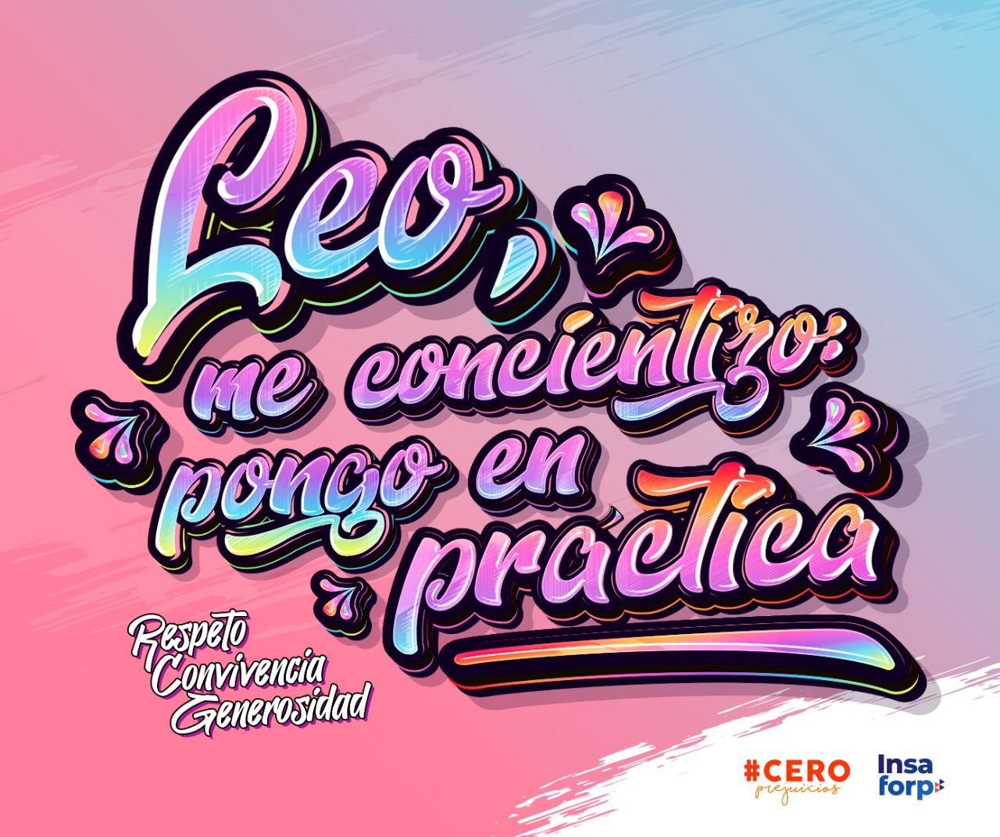 Leo,
me concientizo:
pongo en
práctica
Respeto
Convivencia
Generosidad
#CERO
prejuicios
Insa
forp